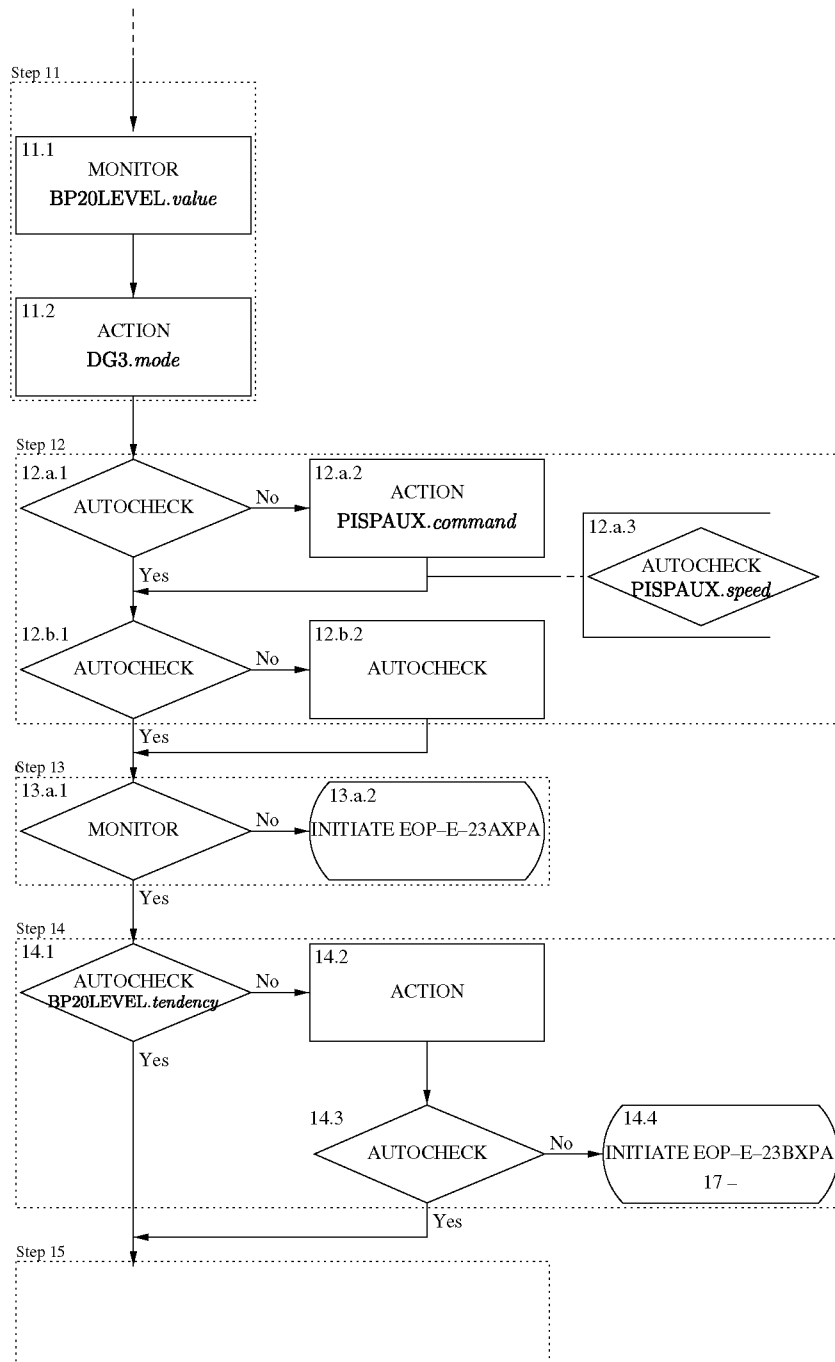 Step 11
11.1
MONITOR
BP20LEVEL.value
11.2
ACTION
DG3.mode
Step 12
12.a.1
AUTOCHECK
No
Yes
12.a.2
ACTION
PISPAUX.command
12.a.3
AUTOCHECK
PISPAUX.speed
12.b.1
AUTOCHECK
No
Yes
12.b.2
AUTOCHECK
Step 13
13.a.1
MONITOR
No
Yes
13.a.2
INITIATE EOP–E–23AXPA
Step 14
14.1
AUTOCHECK
BP20LEVEL.tendency
No
Yes
14.2
ACTION
14.3
AUTOCHECK
No
Yes
14.4
INITIATE EOP–E–23BXPA
17 –
Step 15